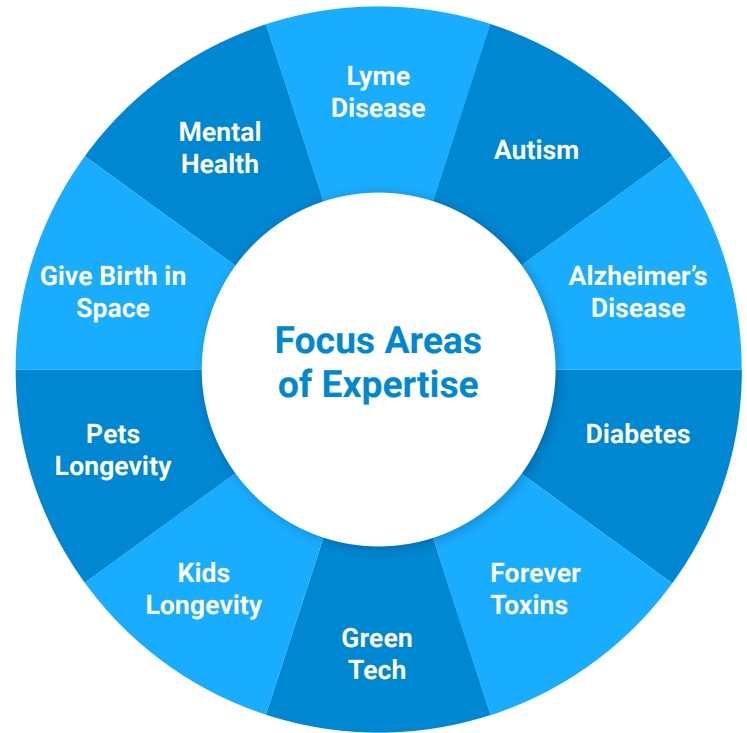 Lyme
Disease
Autism
Alzheimer’s
Disease
Diabetes
Forever
Toxins
Green
Tech
Kids
Longevity
Pets
Longevity
Give Birth in
Space
Mental
Health
Focus Areas
of Expertise